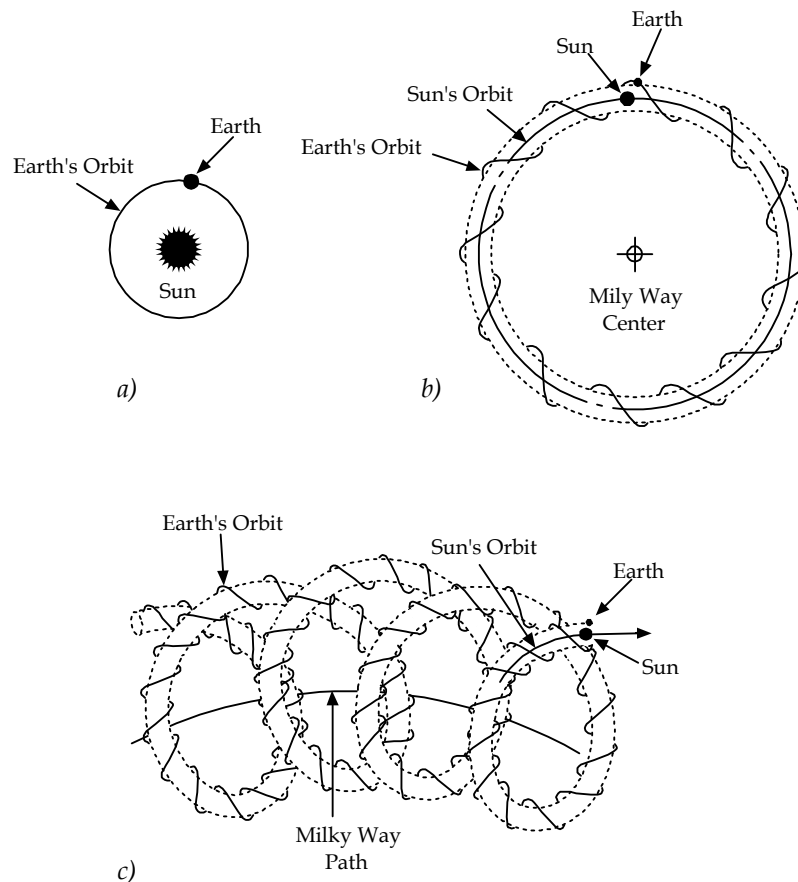 Earth
Earth's Orbit
Sun
a)
Earth
Sun
Sun's Orbit
Earth's Orbit
Mily Way
Center
b)
Earth's Orbit
Sun's Orbit
Earth
Sun
Milky Way
Path
c)